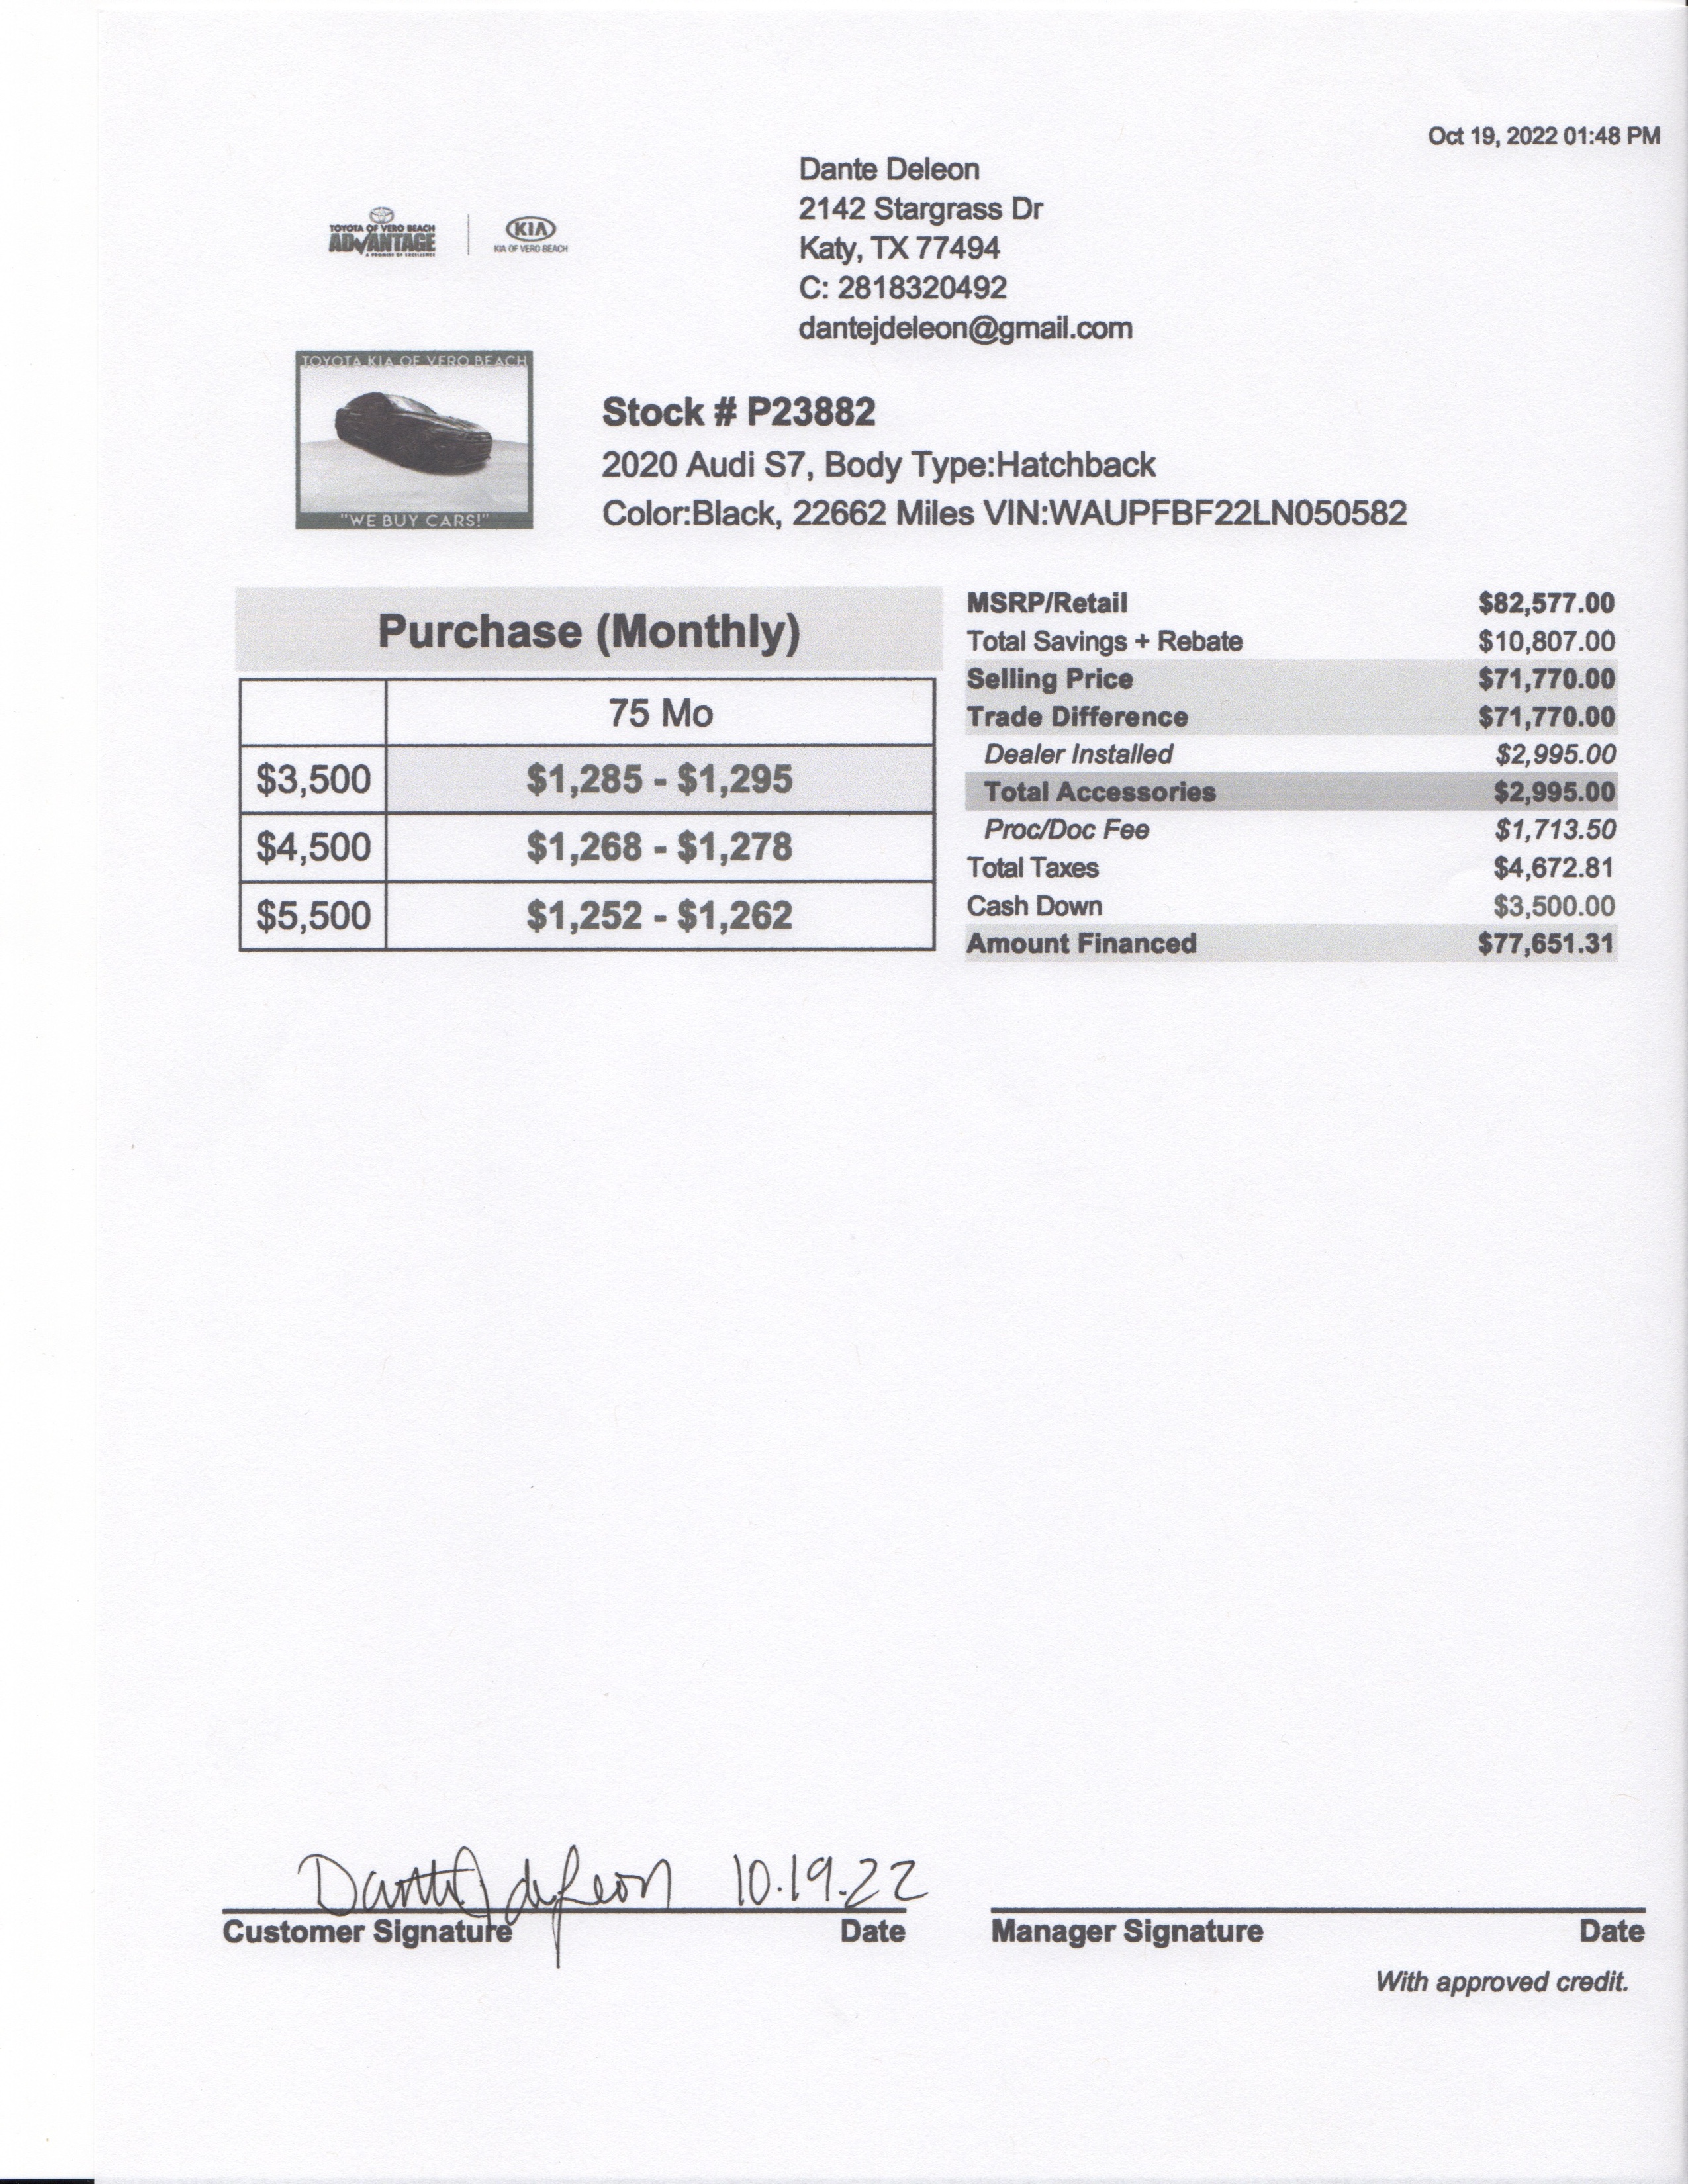 Oct 19, 2022 01:48 PM
Dante Deleon
2142 Stargrass Dr
Katy, TX 77494
C: 2818320492
dantejdeleon@gmail.com
TOYOTA OF VERO BEACH
ADVANTAGE
A PROMISE OF EXCELLENCE
KIA
KIA OF VERO BEACH
TOYOTA KIA OF VERO BEACH
"WE BUY CARS!"
Stock # P23882
2020 Audi S7, Body Type:Hatchback
Color:Black, 22662 Miles VIN:WAUPFBF22LN050582
Purchase (Monthly)
75 Mo
$3,500 $1,285 - $1,295
$4,500 $1,268 - $1,278
$5,500 $1,252 - $1,262
MSRP/Retail $82,577.00
Total Savings + Rebate $10,807.00
Selling Price $71,770.00
Trade Difference $71,770.00
Dealer Installed $2,995.00
Total Accessories $2,995.00
Proc/Doc Fee $1,713.50
Total Taxes $4,672.81
Cash Down $3,500.00
Amount Financed $77,651.31
Dante J deLeon 10.19.22
Customer Signature Date
Manager Signature Date
With approved credit.